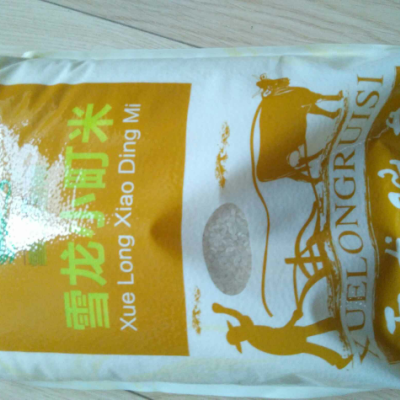 雪龙小町米
Xue Long Xiao Ding Mi
XUELONGRUISI